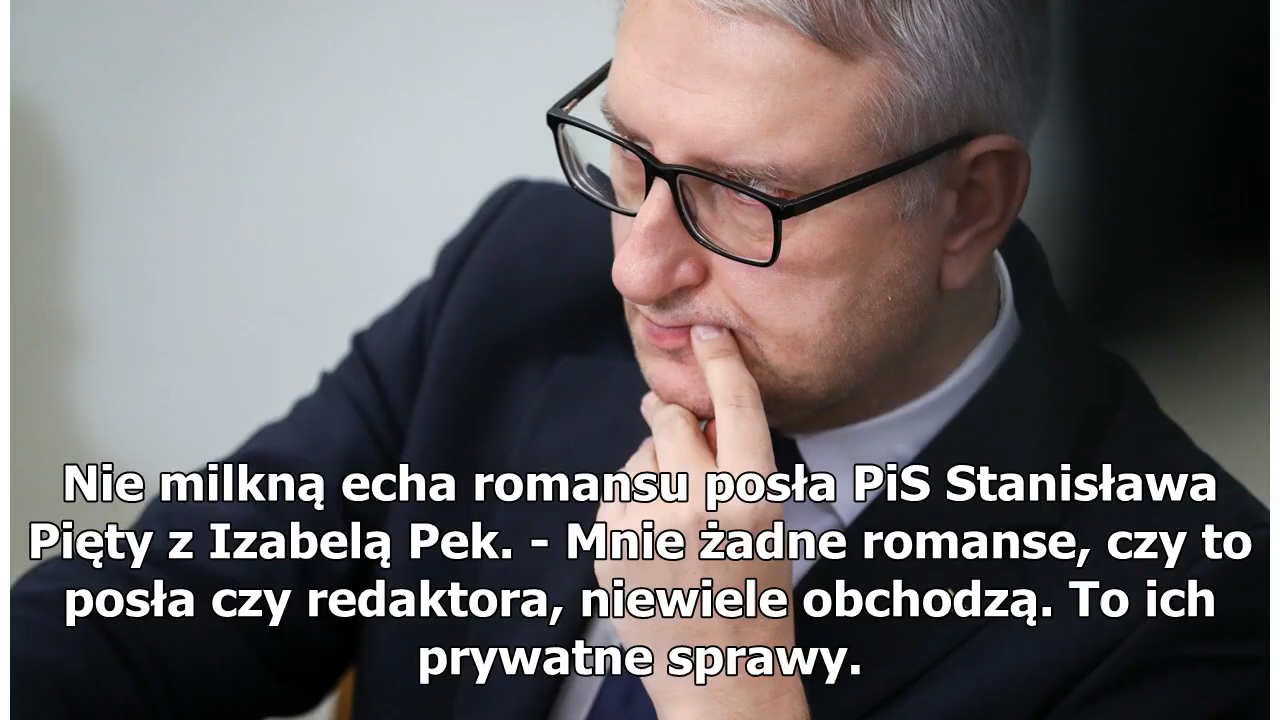 Nie milkną echa romansu posła PiS Stanisława
Pięty z Izabelą Pek. - Mnie żadne romanse, czy to
posła czy redaktora, niewiele obchodzą. To ich
prywatne sprawy.